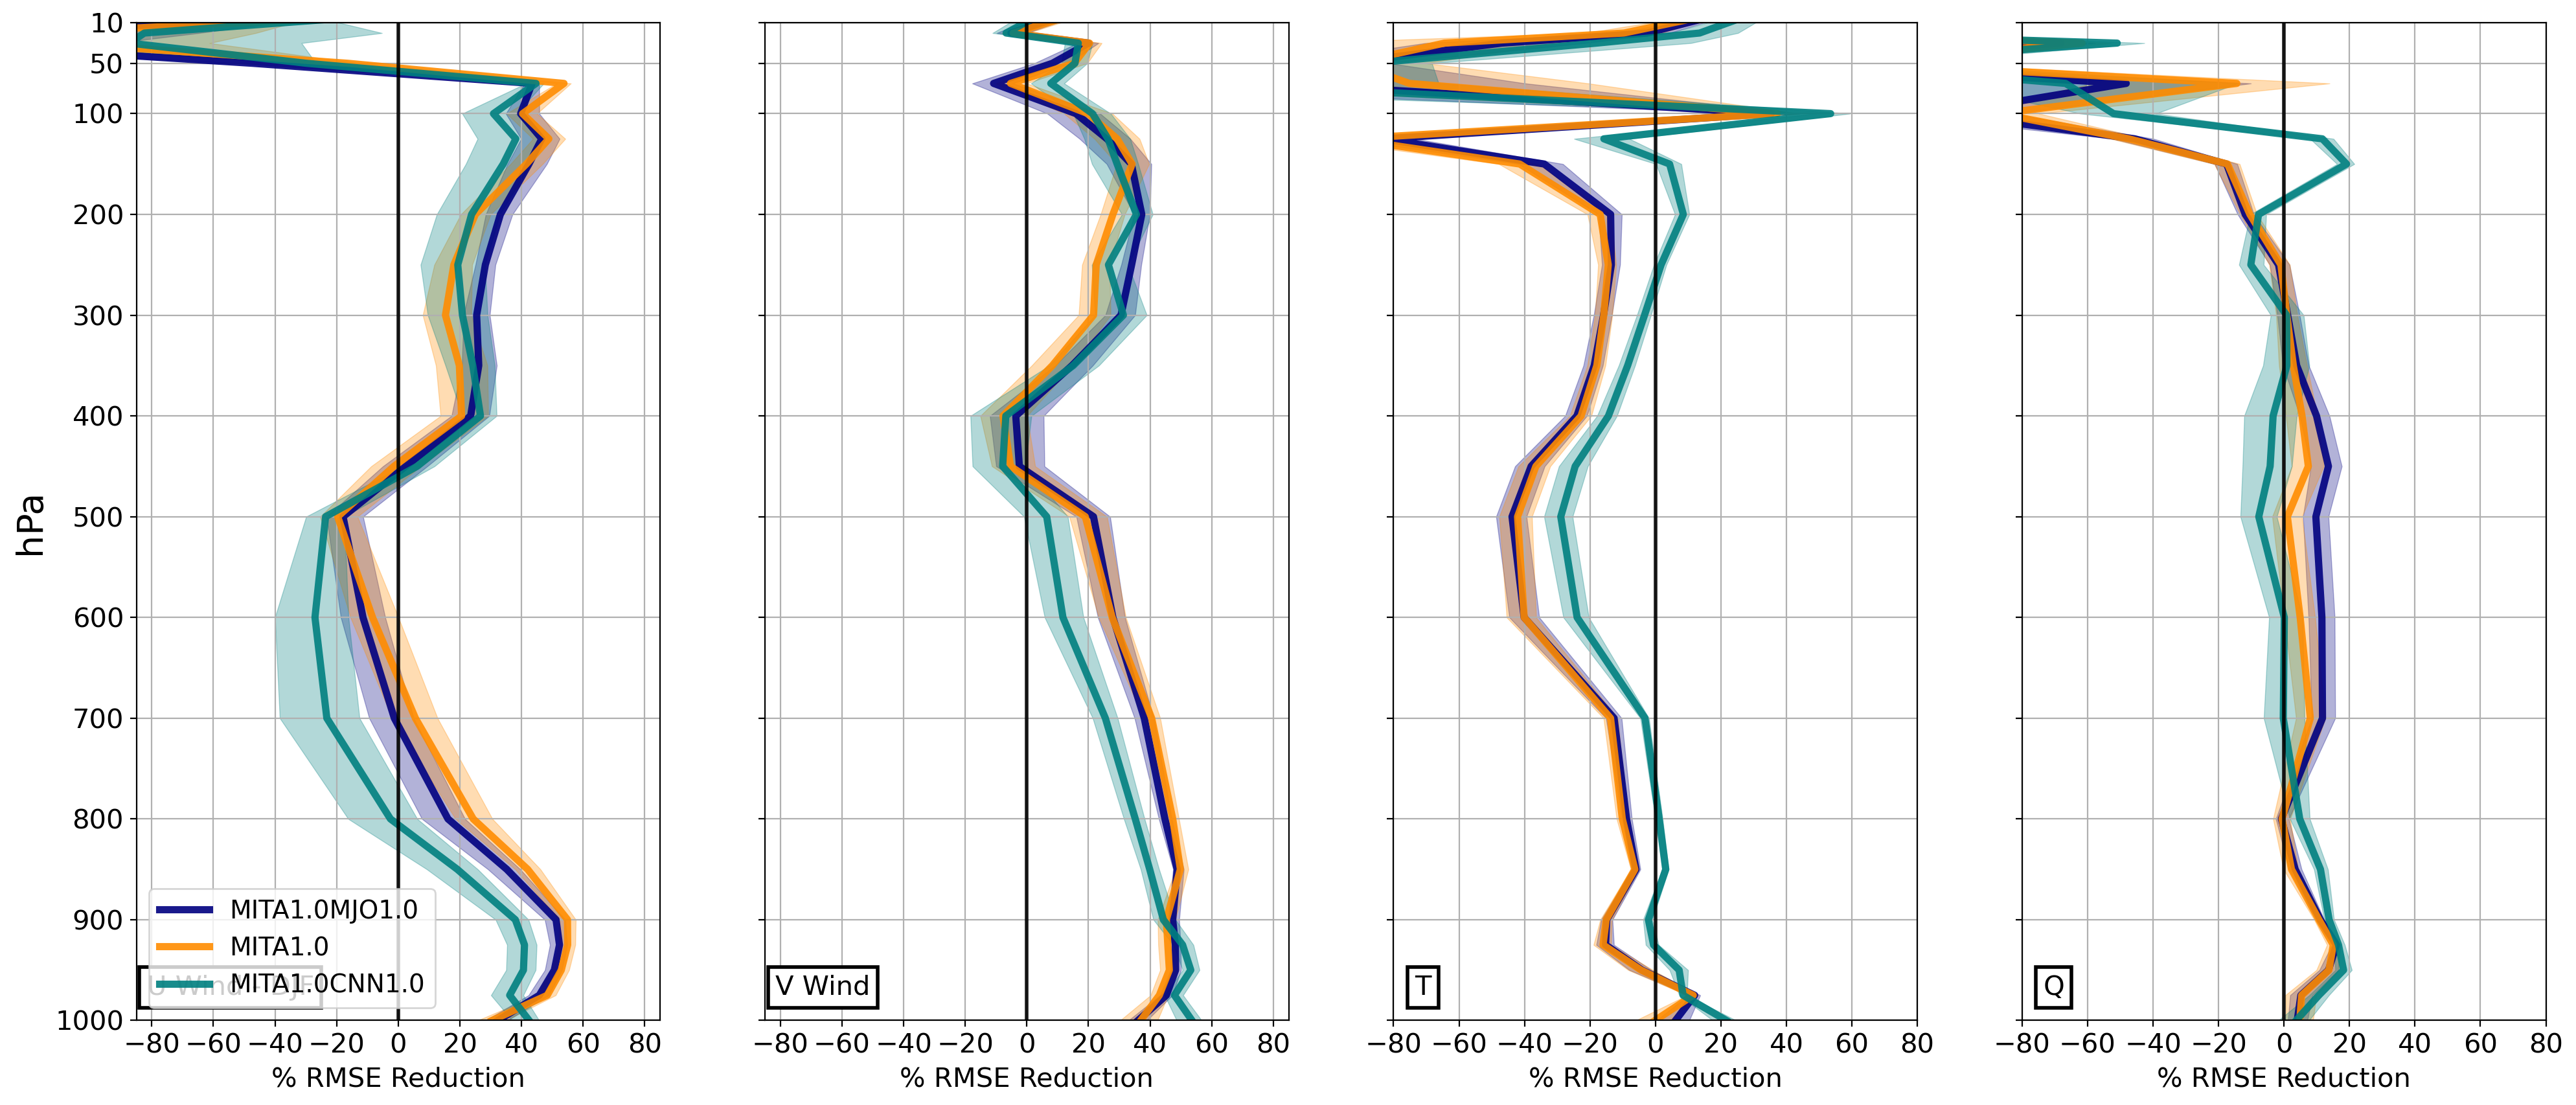 10
50
100
200
300
400
500
600
700
800
900
1000
hPa
MITA1.0MJO1.0
MITA1.0
MITA1.0CNN1.0
U Wind - DJF
−80 −60 −40 −20 0 20 40 60 80
% RMSE Reduction
V Wind
−80 −60 −40 −20 0 20 40 60 80
% RMSE Reduction
T
−80 −60 −40 −20 0 20 40 60 80
% RMSE Reduction
Q
−80 −60 −40 −20 0 20 40 60 80
% RMSE Reduction